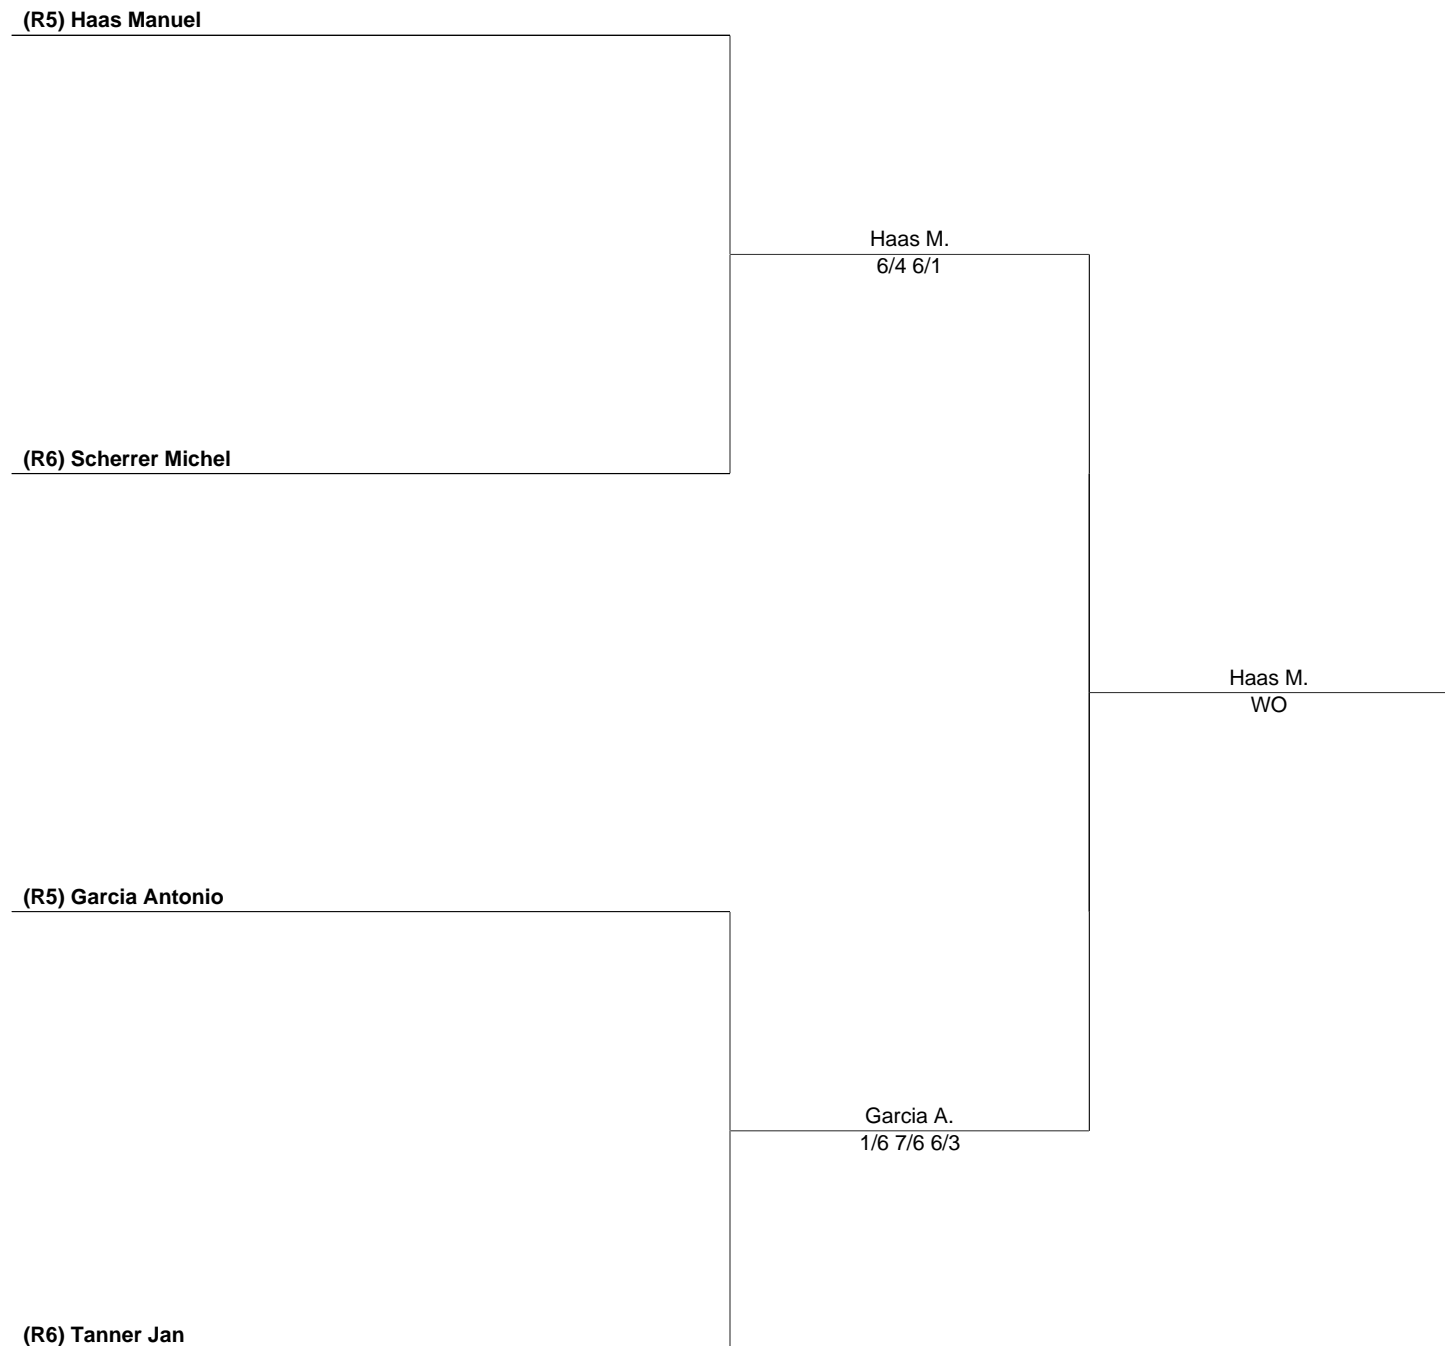 (R5) Haas Manuel
Haas M.
6/4 6/1
(R6) Scherrer Michel
Haas M.
WO
(R5) Garcia Antonio
Garcia A.
1/6 7/6 6/3
(R6) Tanner Jan